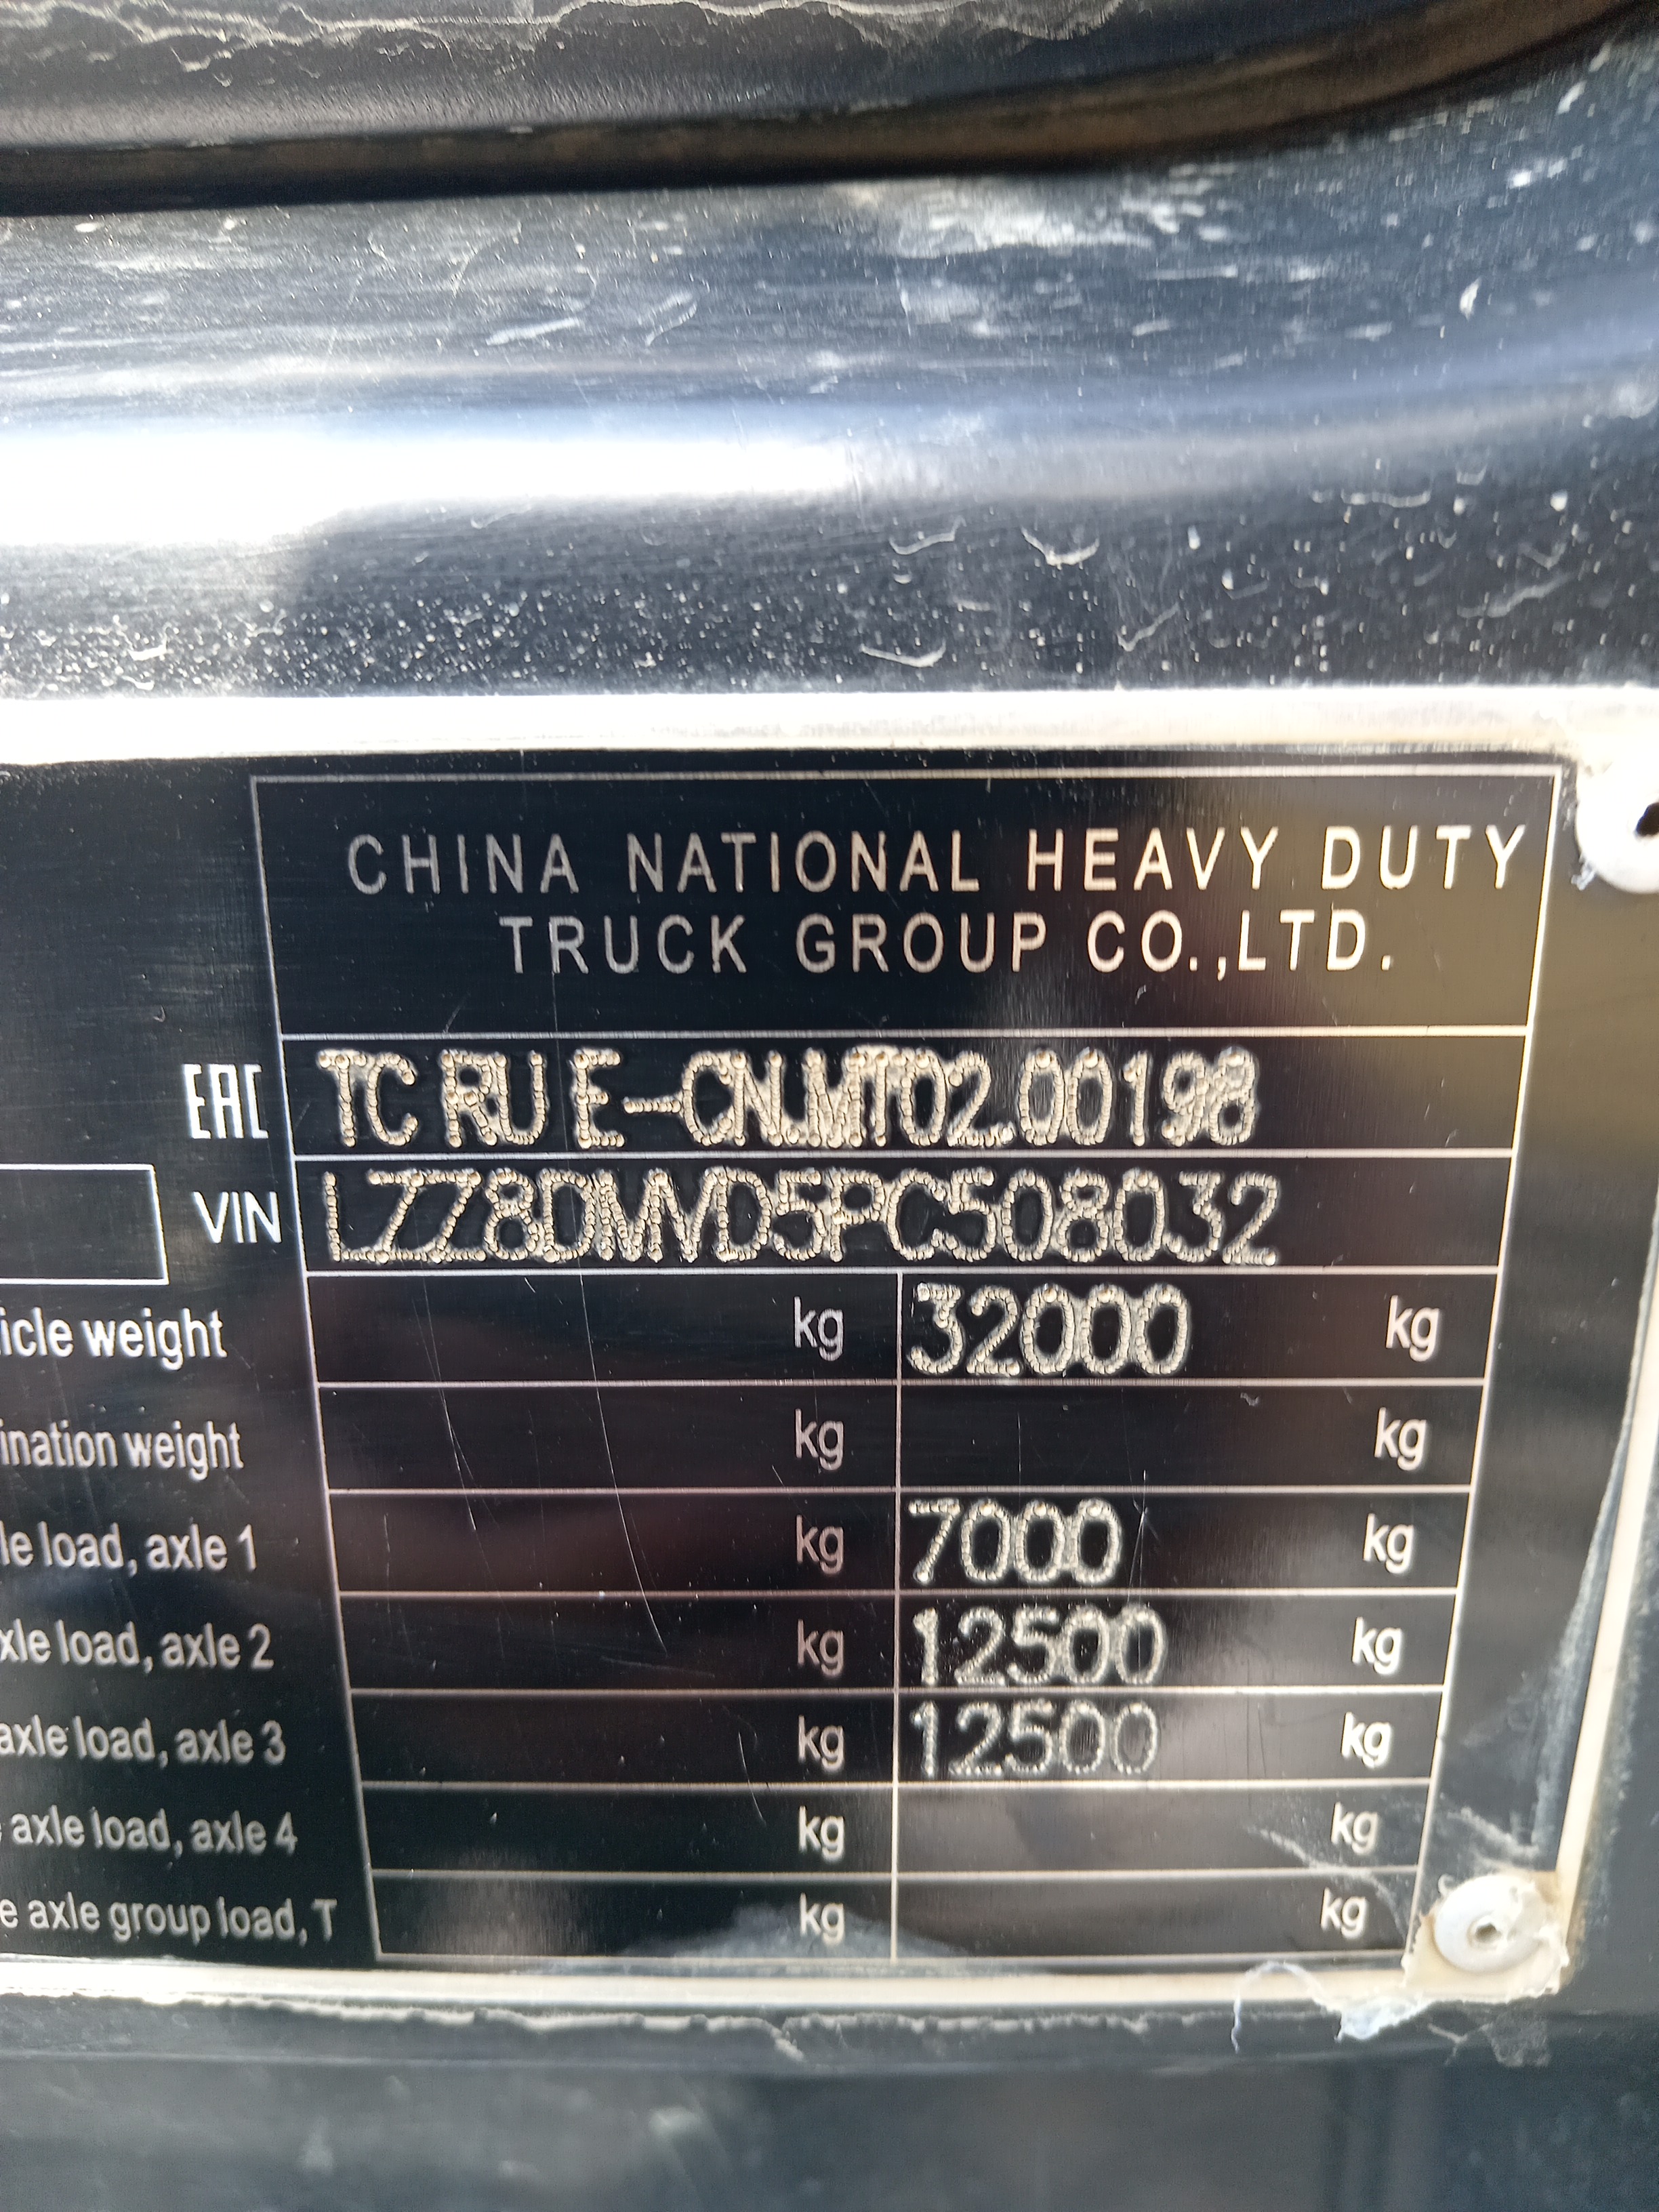 CHINA NATIONAL HEAVY DUTY
TRUCK GROUP CO.,LTD.
EAC TC RU E-CN.MT02.00198
VIN LZZ8DMVD5PC508032
icle weight kg 32000 kg
ination weight kg kg
le load, axle 1 kg 7000 kg
xle load, axle 2 kg 12500 kg
axle load, axle 3 kg 12500 kg
axle load, axle 4 kg kg
e axle group load, T kg kg